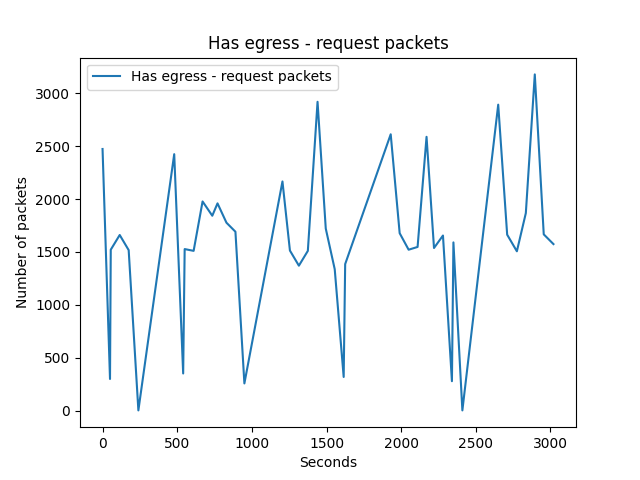 Has egress - request packets
Has egress - request packets
Number of packets
3000
2500
2000
1500
1000
500
0
0 500 1000 1500 2000 2500 3000
Seconds